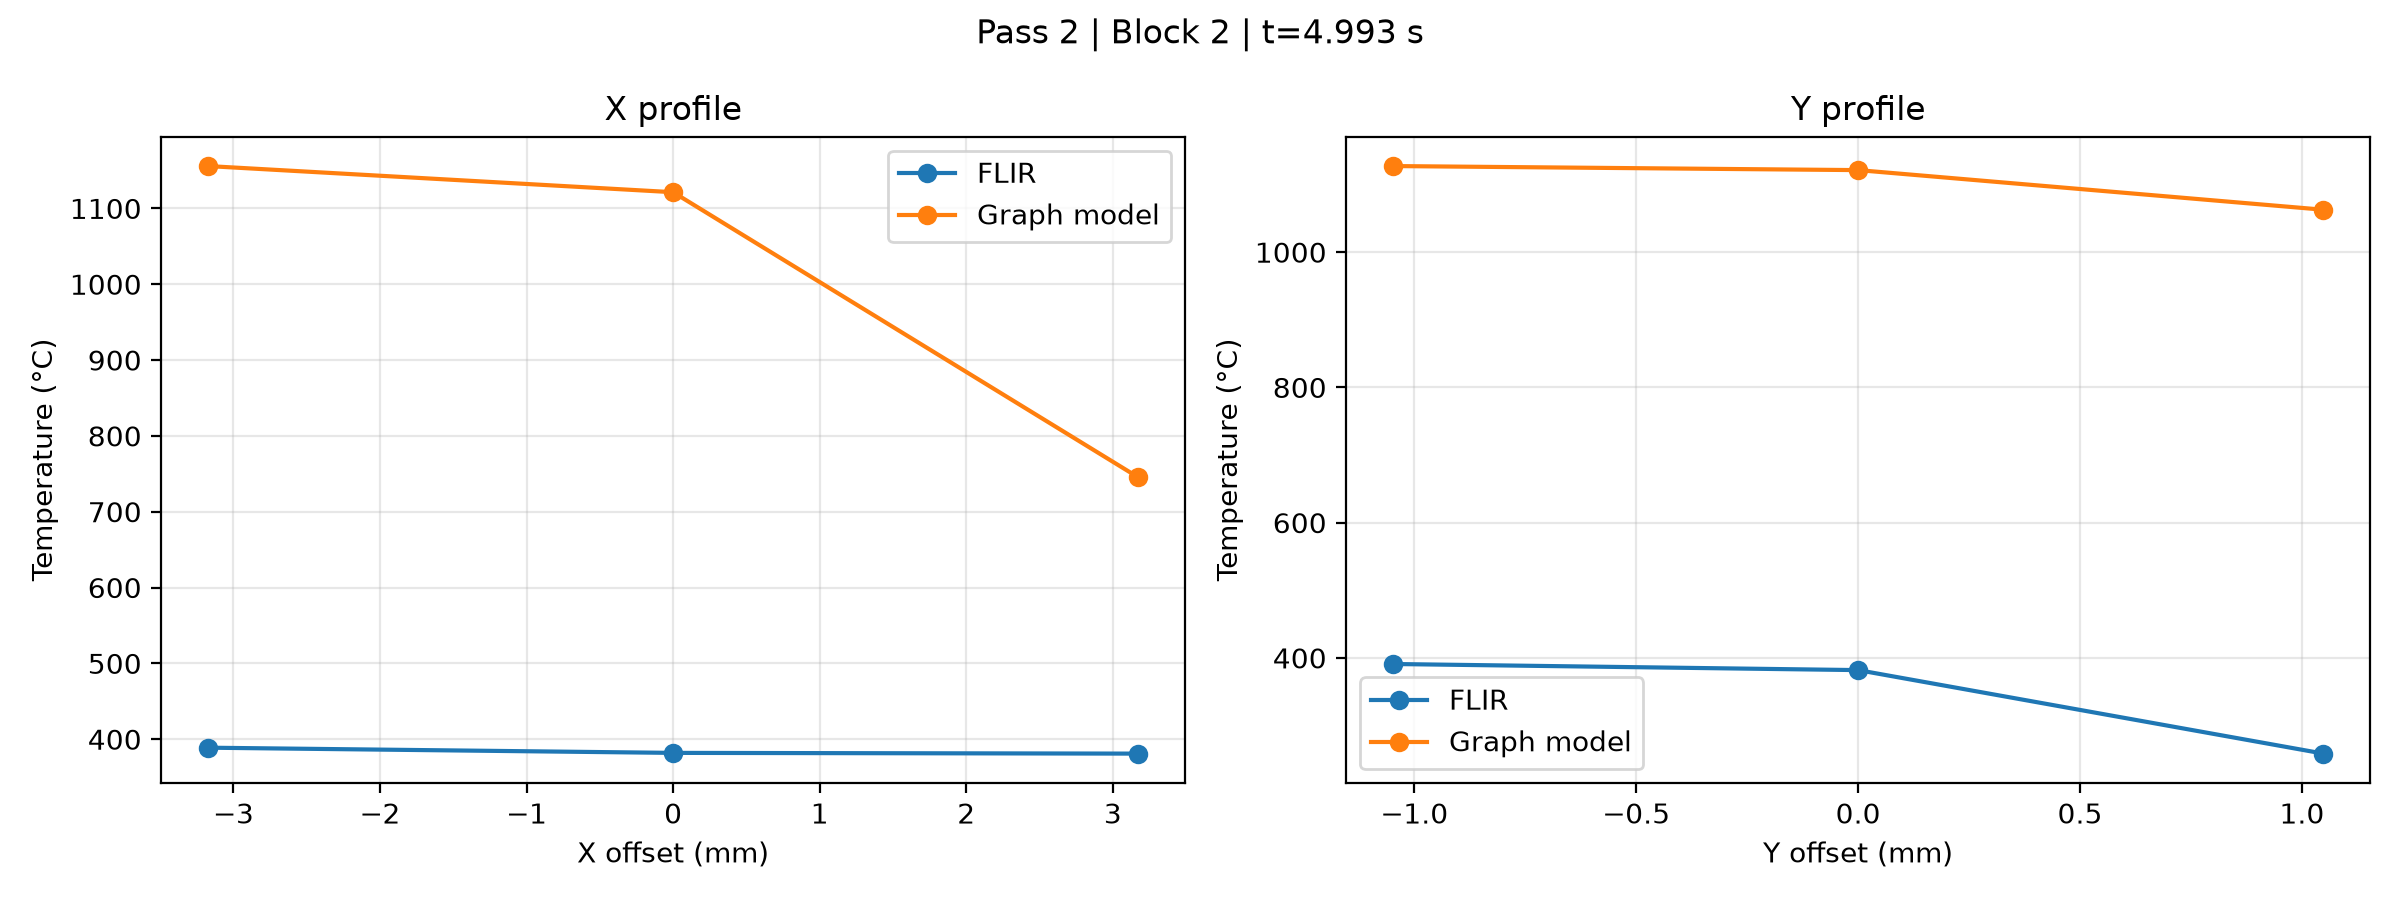 Pass 2 | Block 2 | t=4.993 s
X profile
FLIR
Graph model
1100
1000
900
800
700
600
500
400
Temperature (°C)
−3 −2 −1 0 1 2 3
X offset (mm)
Y profile
1000
800
600
400
Temperature (°C)
FLIR
Graph model
−1.0 −0.5 0.0 0.5 1.0
Y offset (mm)